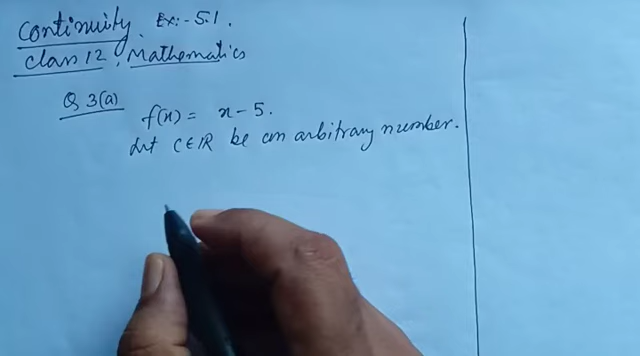 Continuity. Ex:- 5.1.
Class 12, Mathematics
Q 3(a)
f(x) = x - 5.
Let C∈R be an arbitrary number.